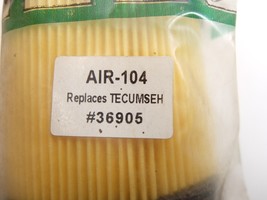 AIR-104
Replaces TECUMSEH
#36905